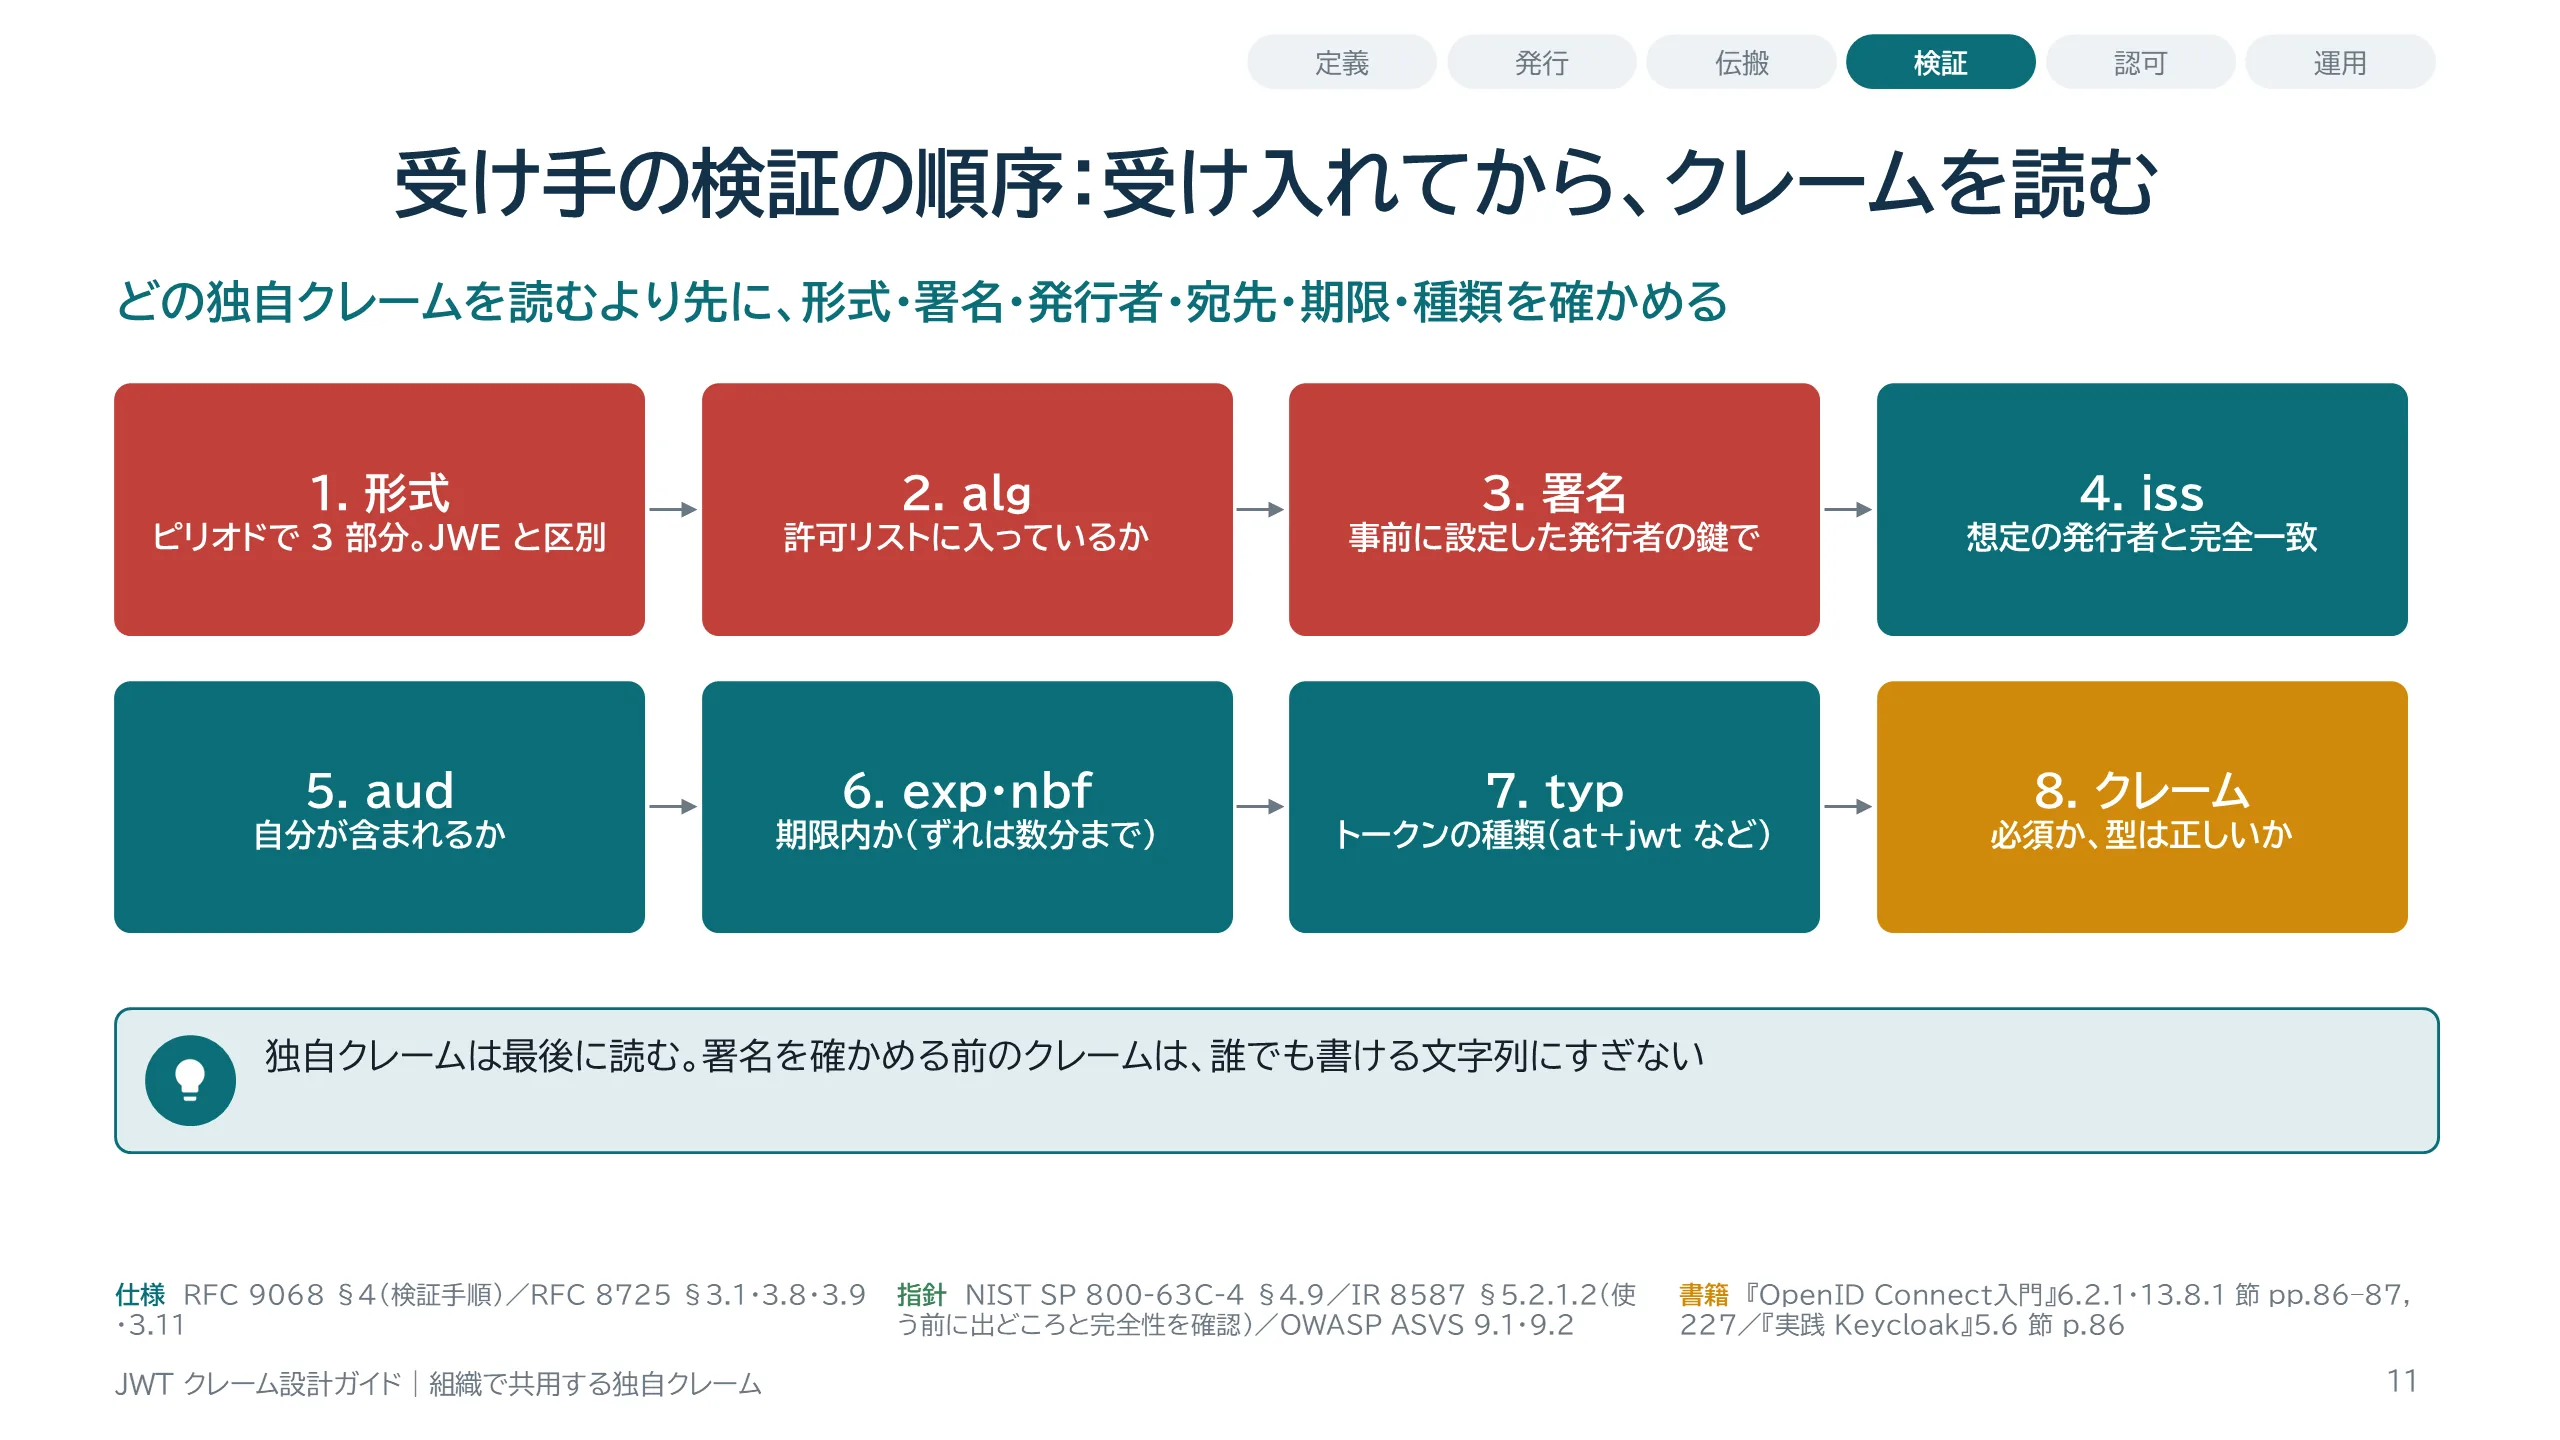 定義
発行
伝搬
検証
認可
運用
受け手の検証の順序：受け入れてから、クレームを読む
どの独自クレームを読むより先に、形式・署名・発行者・宛先・期限・種類を確かめる
1. 形式
ピリオドで 3 部分。JWE と区別
2. alg
許可リストに入っているか
3. 署名
事前に設定した発行者の鍵で
4. iss
想定の発行者と完全一致
5. aud
自分が含まれるか
6. exp・nbf
期限内か（ずれは数分まで）
7. typ
トークンの種類（at+jwt など）
8. クレーム
必須か、型は正しいか
独自クレームは最後に読む。署名を確かめる前のクレームは、誰でも書ける文字列にすぎない
仕様 RFC 9068 §4（検証手順）／RFC 8725 §3.1・3.8・3.9
・3.11
指針 NIST SP 800-63C-4 §4.9／IR 8587 §5.2.1.2（使
う前に出どころと完全性を確認）／OWASP ASVS 9.1・9.2
書籍 『OpenID Connect入門』6.2.1・13.8.1 節 pp.86–87,
227／『実践 Keycloak』5.6 節 p.86
JWT クレーム設計ガイド｜組織で共用する独自クレーム
11